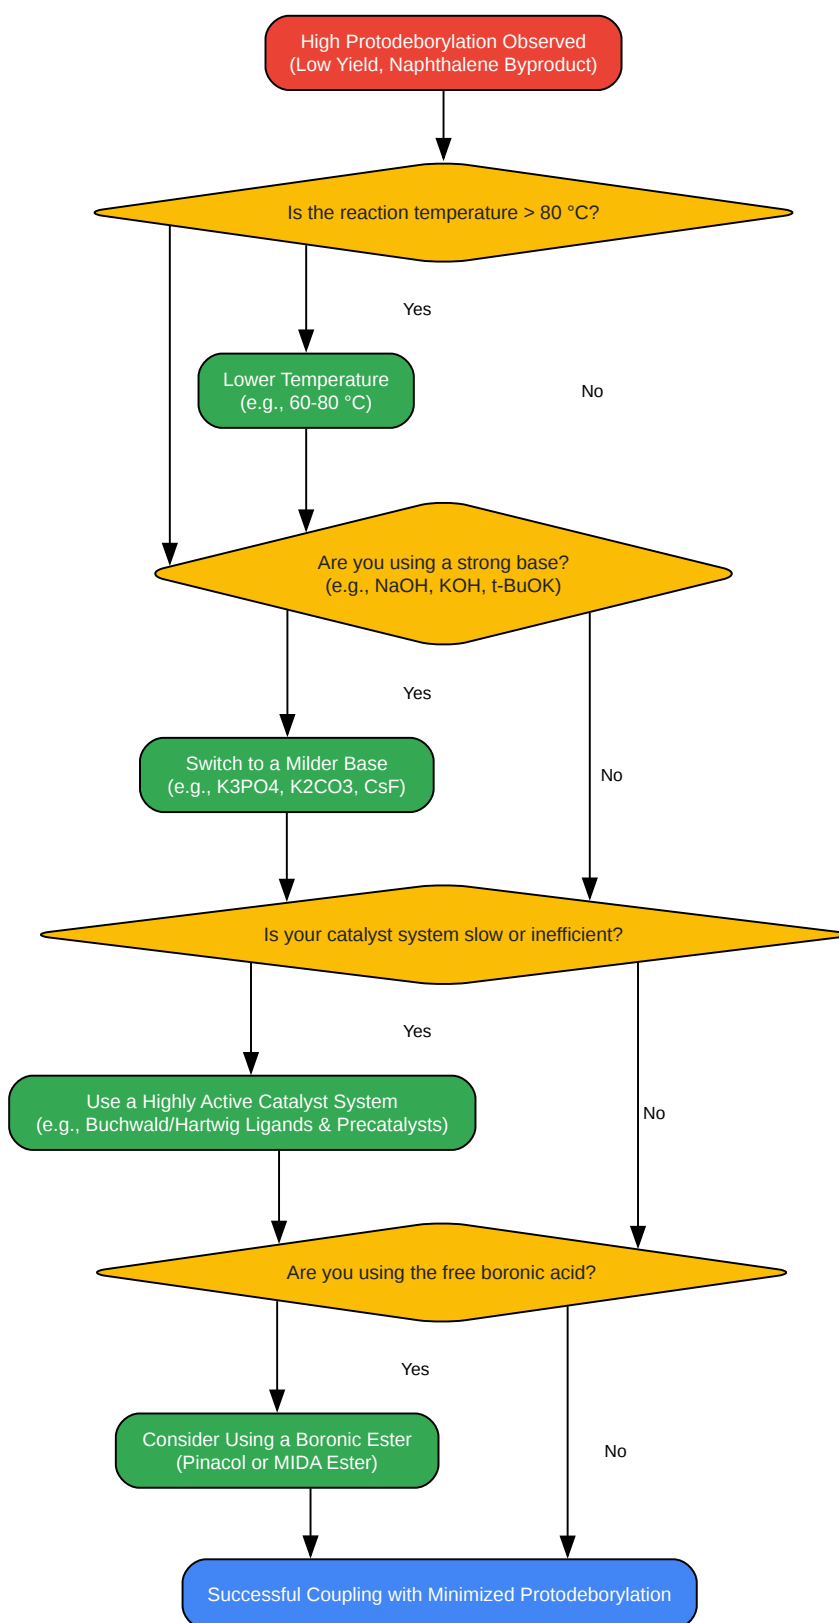 High Protodeborylation Observed
(Low Yield, Naphthalene Byproduct)
Is the reaction temperature > 80 °C?
Yes
Lower Temperature
(e.g., 60-80 °C)
No
Are you using a strong base?
(e.g., NaOH, KOH, t-BuOK)
Yes
Switch to a Milder Base
(e.g., K3PO4, K2CO3, CsF)
No
Is your catalyst system slow or inefficient?
Yes
Use a Highly Active Catalyst System
(e.g., Buchwald/Hartwig Ligands & Precatalysts)
No
Are you using the free boronic acid?
Yes
Consider Using a Boronic Ester
(Pinacol or MIDA Ester)
No
Successful Coupling with Minimized Protodeborylation